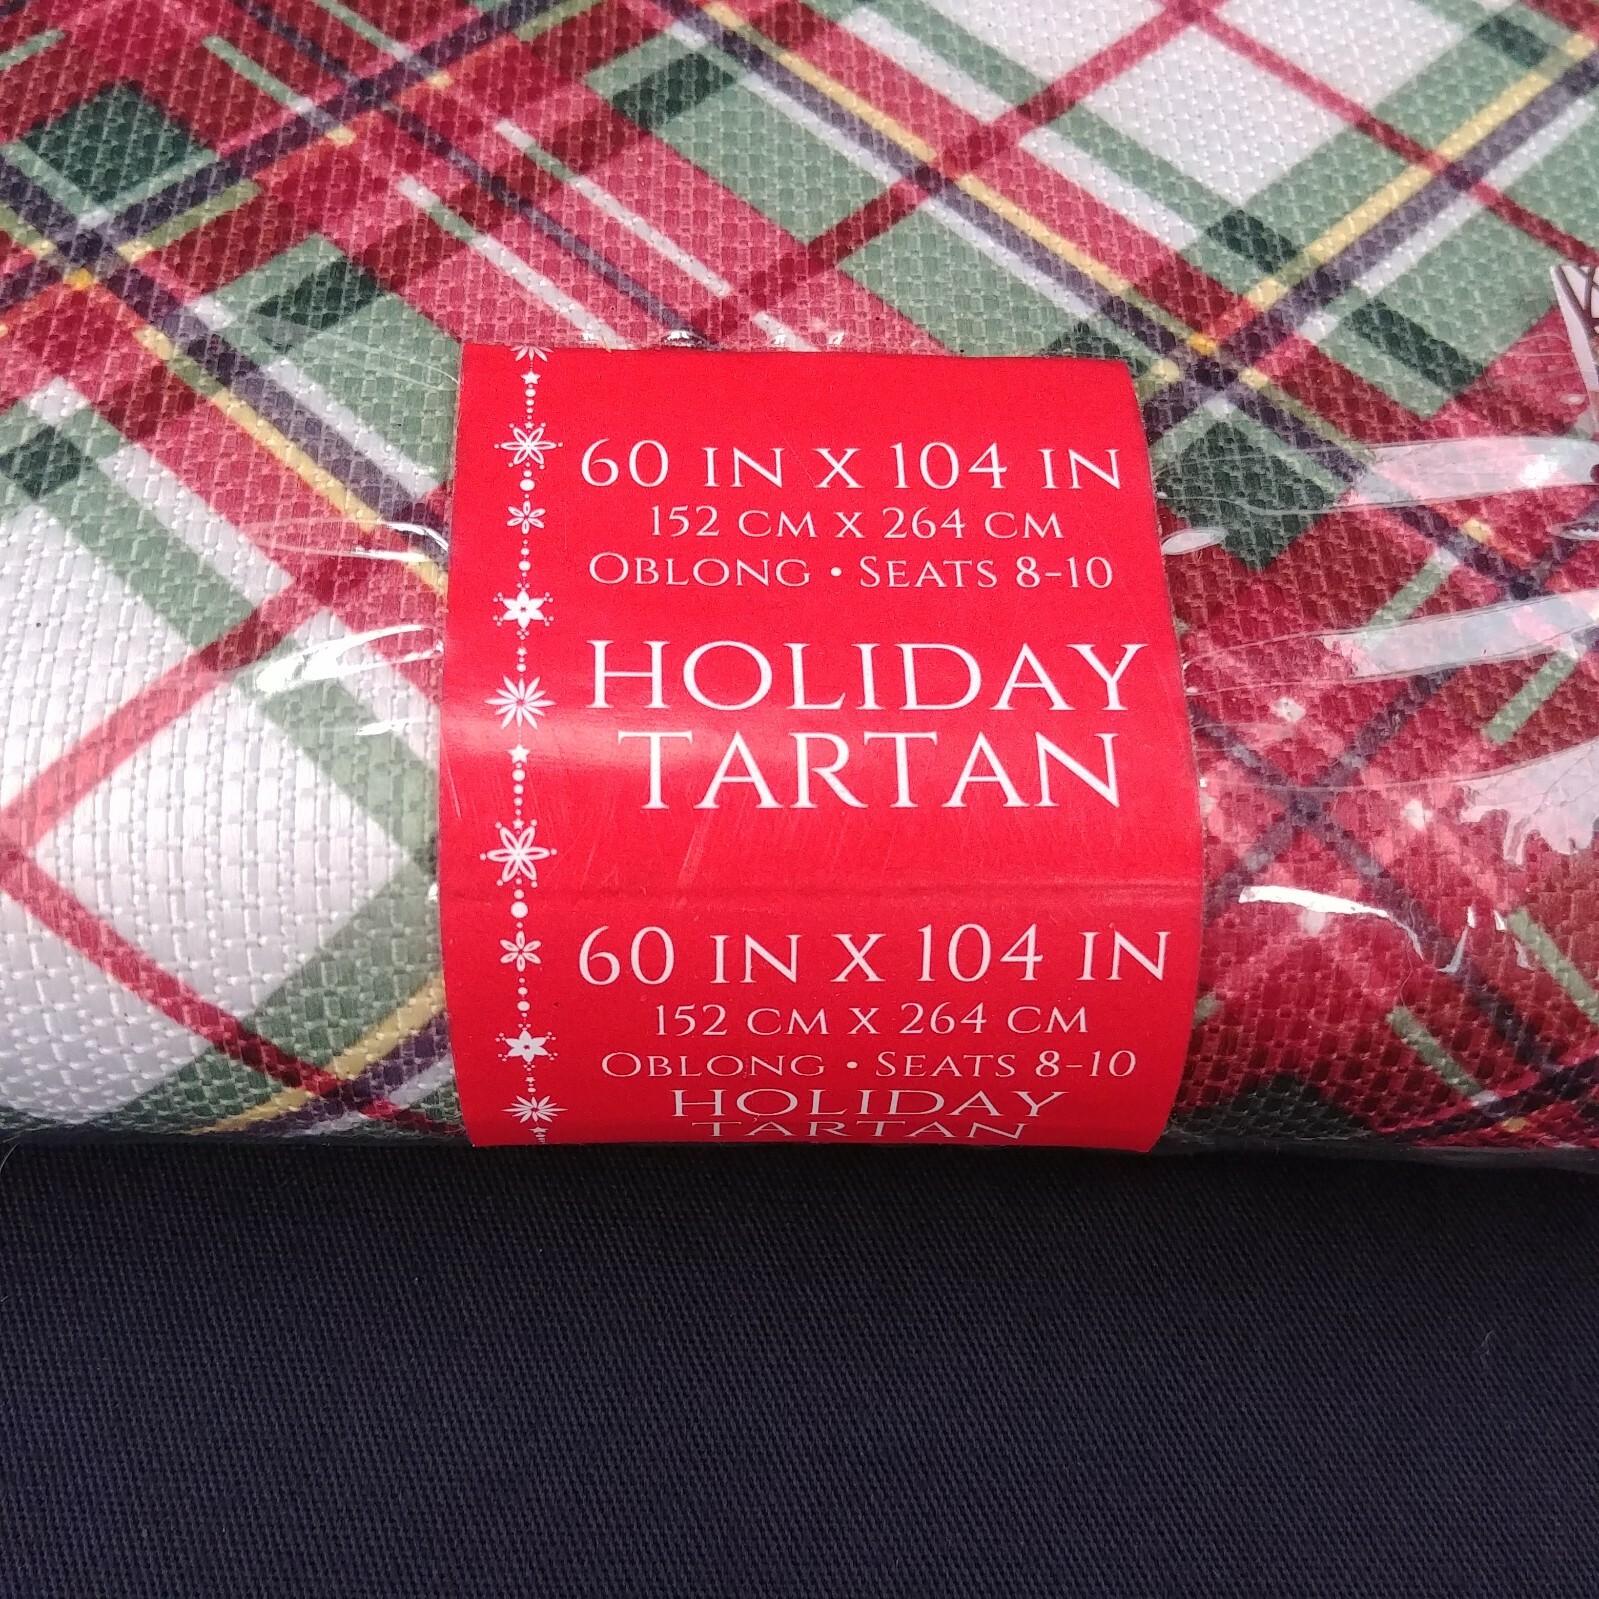 60 IN X 104 IN
152 CM X 264 CM
OBLONG • SEATS 8-10
HOLIDAY
TARTAN
60 IN X 104 IN
152 CM X 264 CM
OBLONG • SEATS 8-10
HOLIDAY
TARTAN